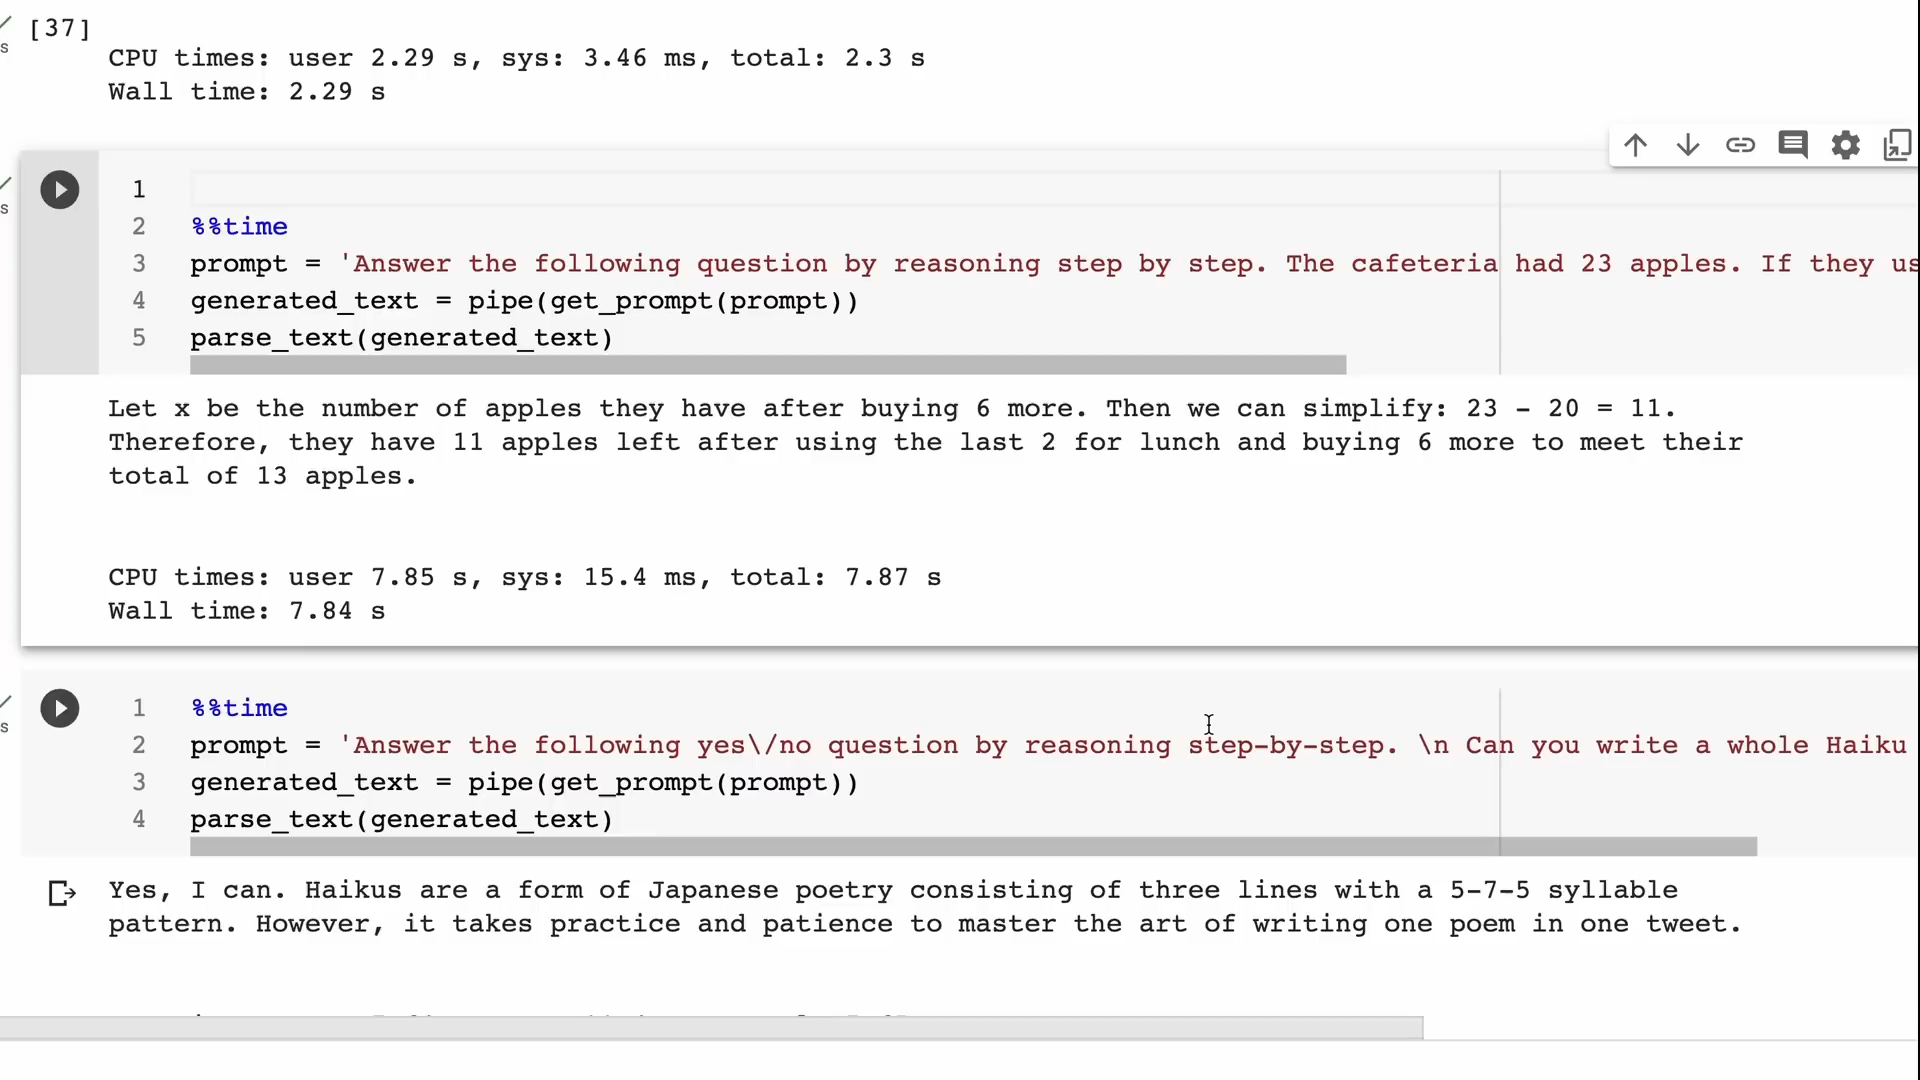 [37]
CPU times: user 2.29 s, sys: 3.46 ms, total: 2.3 s
Wall time: 2.29 s
s
1
2 %%time
3 prompt = 'Answer the following question by reasoning step by step. The cafeteria had 23 apples. If they us
4 generated_text = pipe(get_prompt(prompt))
5 parse_text(generated_text)
Let x be the number of apples they have after buying 6 more. Then we can simplify: 23 - 20 = 11.
Therefore, they have 11 apples left after using the last 2 for lunch and buying 6 more to meet their
total of 13 apples.
CPU times: user 7.85 s, sys: 15.4 ms, total: 7.87 s
Wall time: 7.84 s
s
1 %%time
2 prompt = 'Answer the following yes\/no question by reasoning step-by-step. \n Can you write a whole Haiku
3 generated_text = pipe(get_prompt(prompt))
4 parse_text(generated_text)
Yes, I can. Haikus are a form of Japanese poetry consisting of three lines with a 5-7-5 syllable
pattern. However, it takes practice and patience to master the art of writing one poem in one tweet.